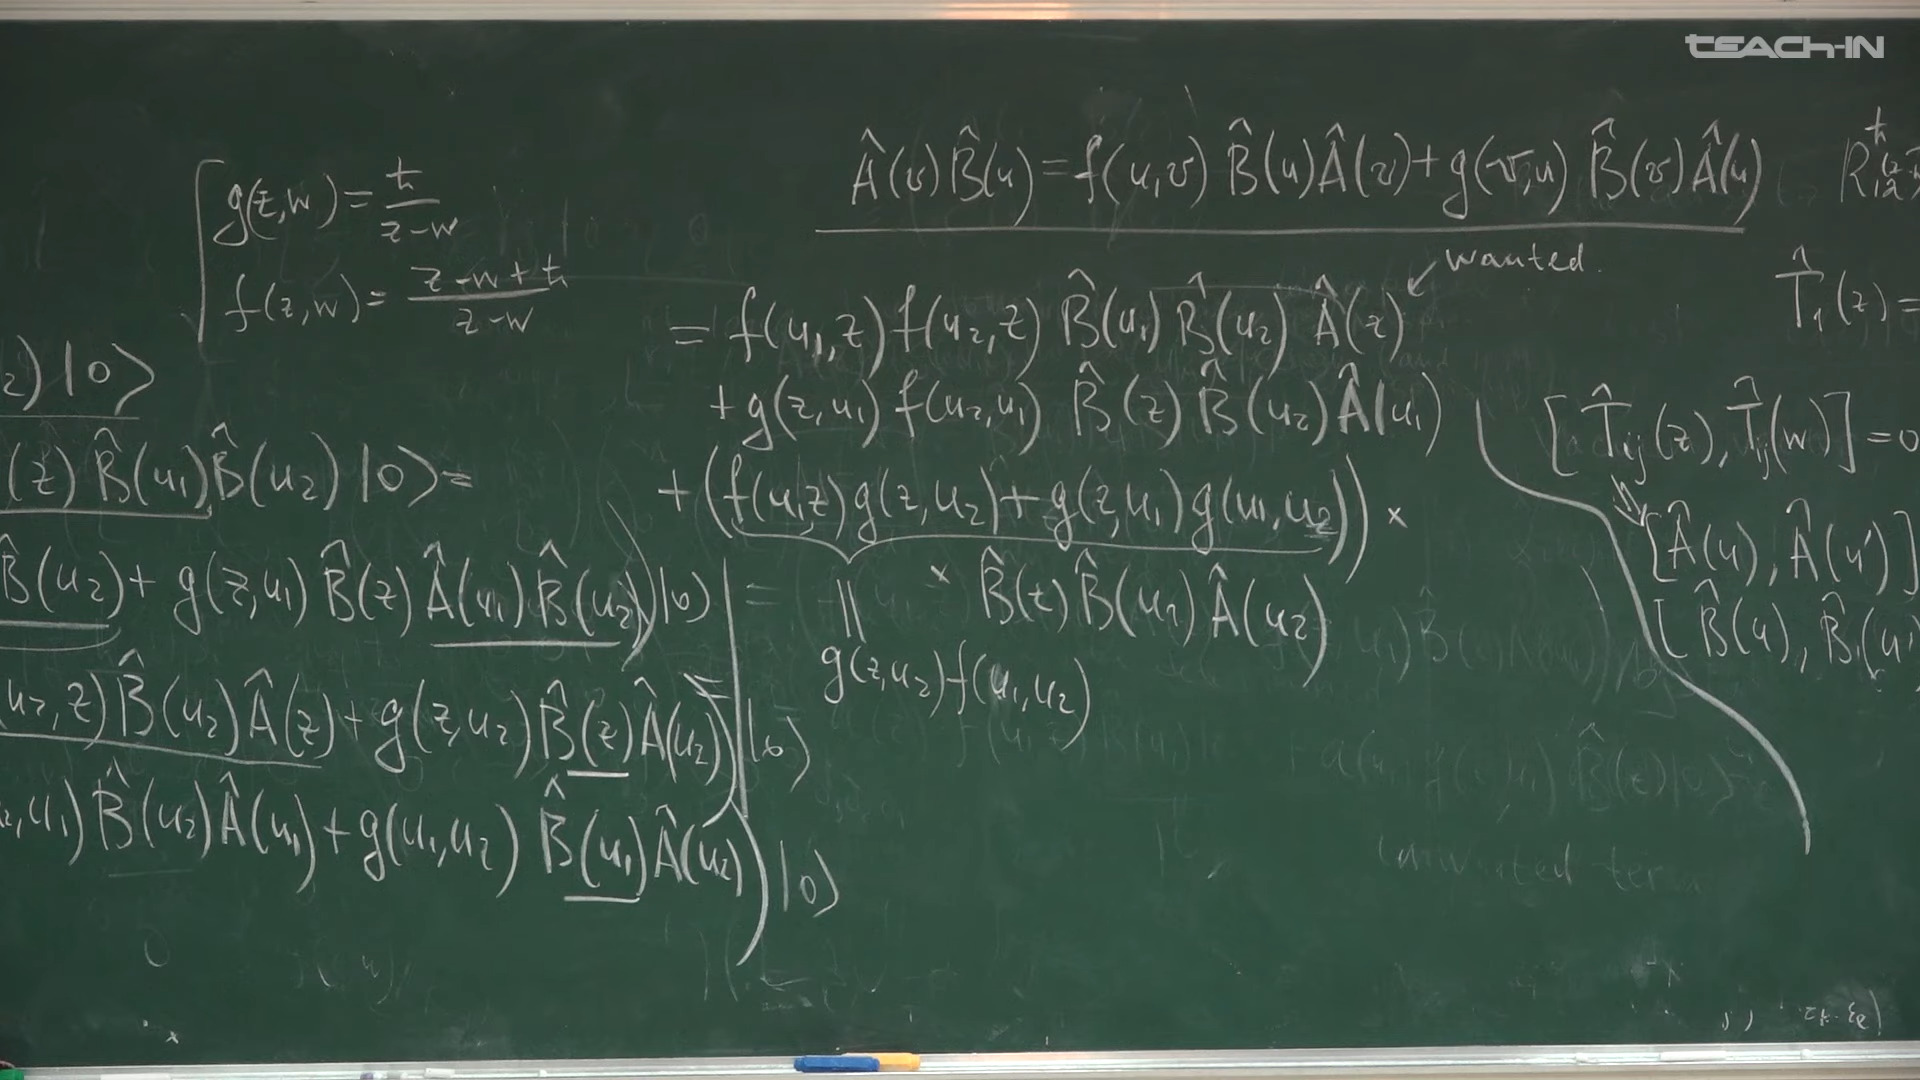 TEACH-IN
g(z,w) = ħ/(z-w)
f(z,w) = (z-w+ħ)/(z-w)
₂)|0⟩
(z) B̂(u₁) B̂(u₂) |0⟩ =
B̂(u₂) + g(z,u₁) B̂(z) Â(u₁) B̂(u₂))|0⟩ =
u₂,z) B̂(u₂) Â(z) + g(z,u₂) B̂(z) Â(u₂))|0⟩
,u₁) B̂(u₂) Â(u₁) + g(u₁,u₂) B̂(u₁) Â(u₂))|0⟩
Â(v) B̂(u) = f(u,v) B̂(u) Â(v) + g(v,u) B̂(v) Â(u)
wanted.
= f(u₁,z) f(u₂,z) B̂(u₁) B̂(u₂) Â(z)
+ g(z,u₁) f(u₂,u₁) B̂(z) B̂(u₂) Â(u₁)
+ (f(u₁z) g(z,u₂) + g(z,u₁) g(u₁,u₂)) ×
× B̂(z) B̂(u₁) Â(u₂)
||
g(z,u₂) f(u₁,u₂)
T̂₁(z) =
[T̂ᵢⱼ(z), T̂ᵢⱼ(w)] = 0
[Â(u), Â(u')]
[B̂(u), B̂(u'